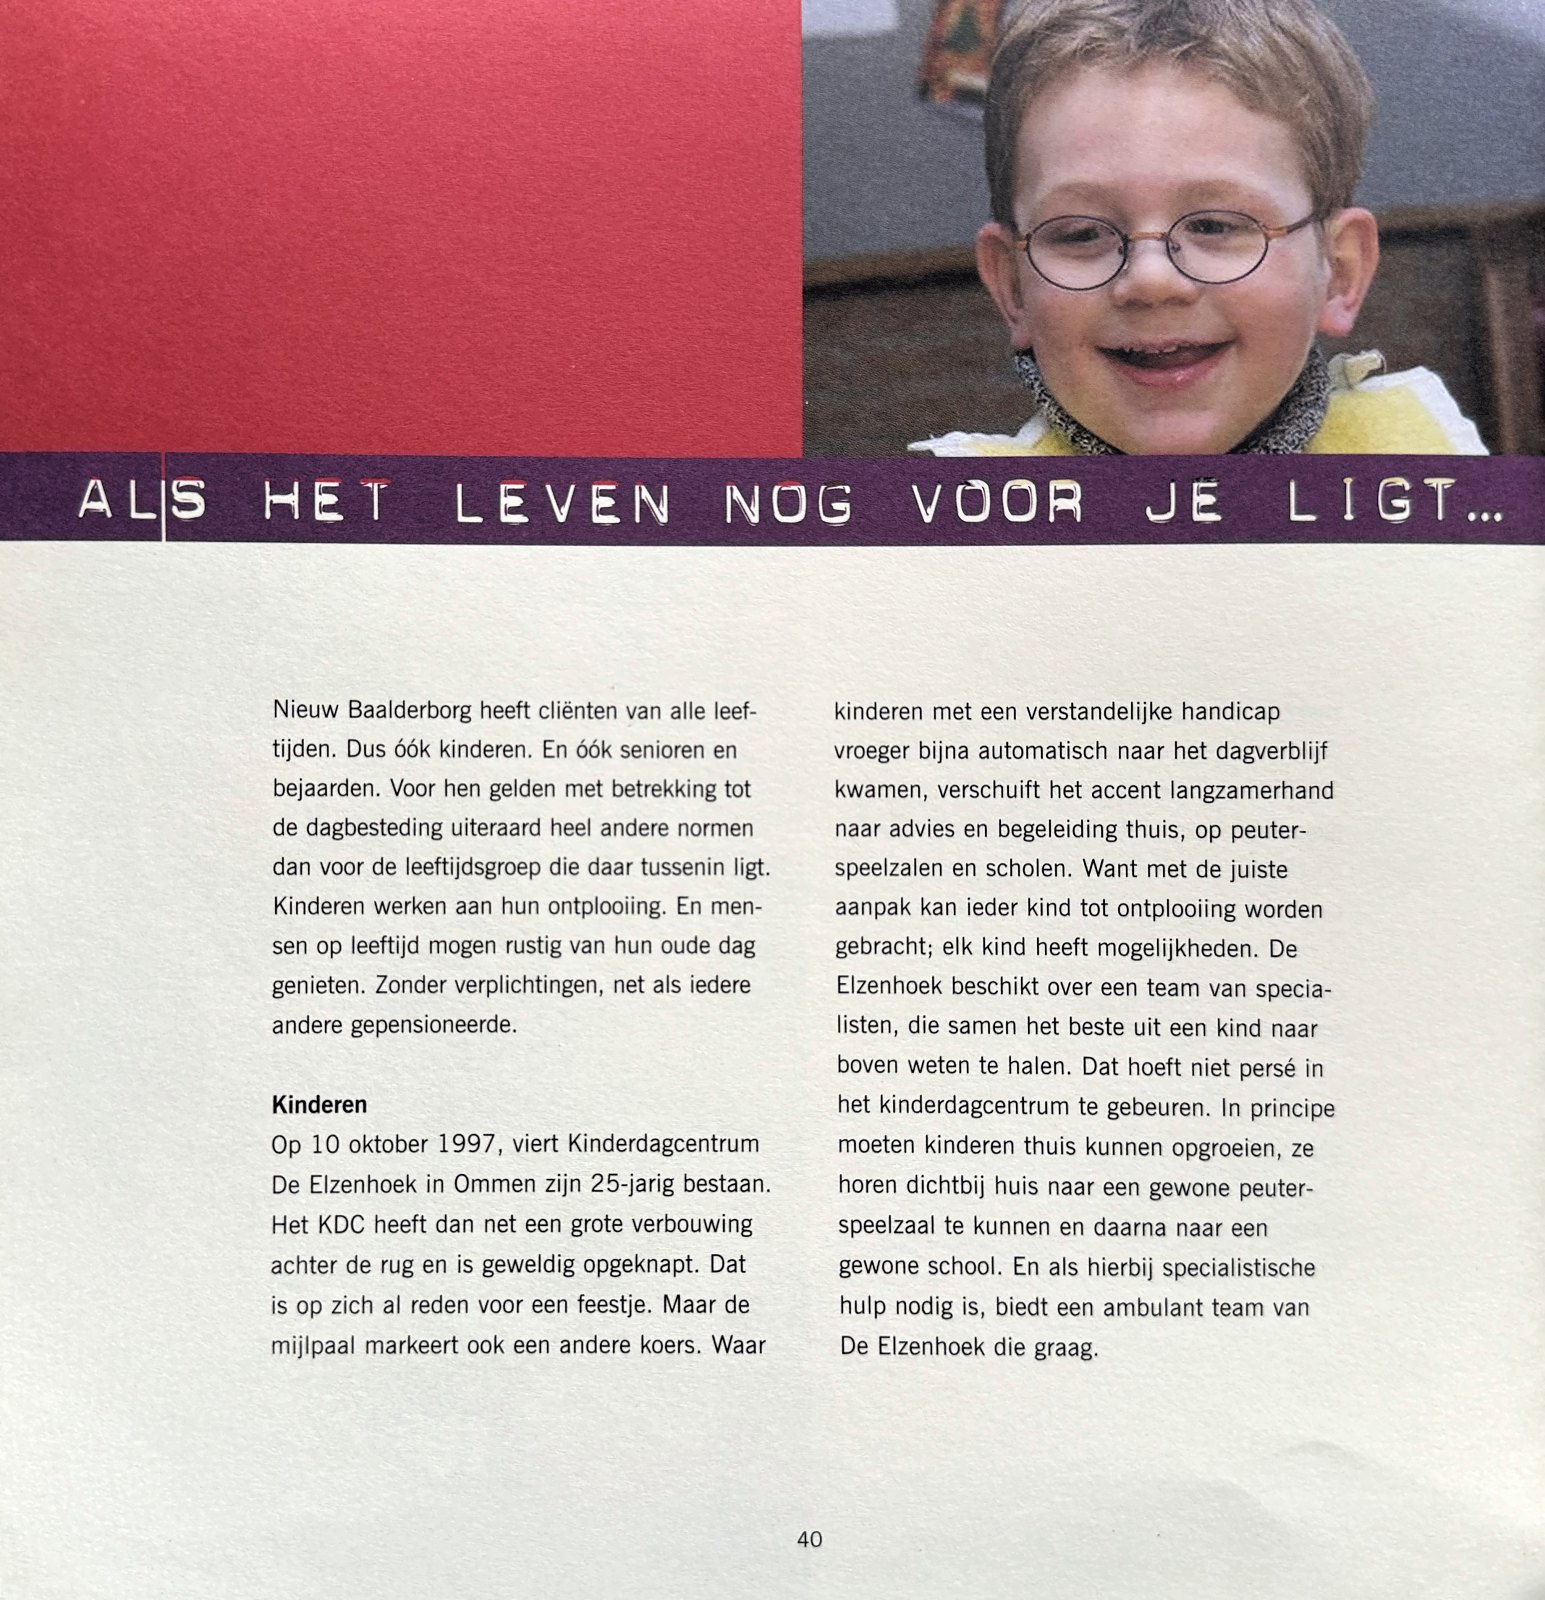 ALS HET LEVEN NOG VOOR JE LIGT...
Nieuw Baalderborg heeft cliënten van alle leef-
tijden. Dus óók kinderen. En óók senioren en
bejaarden. Voor hen gelden met betrekking tot
de dagbesteding uiteraard heel andere normen
dan voor de leeftijdsgroep die daar tussenin ligt.
Kinderen werken aan hun ontplooiing. En men-
sen op leeftijd mogen rustig van hun oude dag
genieten. Zonder verplichtingen, net als iedere
andere gepensioneerde.
Kinderen
Op 10 oktober 1997, viert Kinderdagcentrum
De Elzenhoek in Ommen zijn 25-jarig bestaan.
Het KDC heeft dan net een grote verbouwing
achter de rug en is geweldig opgeknapt. Dat
is op zich al reden voor een feestje. Maar de
mijlpaal markeert ook een andere koers. Waar
kinderen met een verstandelijke handicap
vroeger bijna automatisch naar het dagverblijf
kwamen, verschuift het accent langzamerhand
naar advies en begeleiding thuis, op peuter-
speelzalen en scholen. Want met de juiste
aanpak kan ieder kind tot ontplooiing worden
gebracht; elk kind heeft mogelijkheden. De
Elzenhoek beschikt over een team van specia-
listen, die samen het beste uit een kind naar
boven weten te halen. Dat hoeft niet persé in
het kinderdagcentrum te gebeuren. In principe
moeten kinderen thuis kunnen opgroeien, ze
horen dichtbij huis naar een gewone peuter-
speelzaal te kunnen en daarna naar een
gewone school. En als hierbij specialistische
hulp nodig is, biedt een ambulant team van
De Elzenhoek die graag.
40